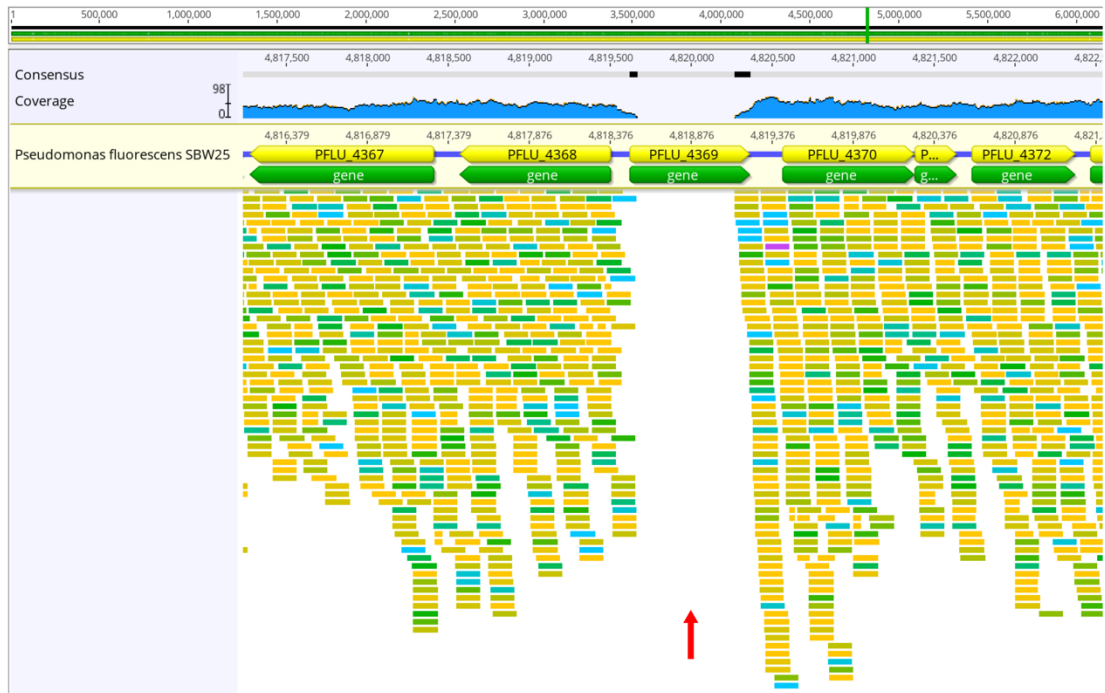 1 500,000 1,000,000 1,500,000 2,000,000 2,500,000 3,000,000 3,500,000 4,000,000 4,500,000 5,000,000 5,500,000 6,000,000
4,817,500 4,818,000 4,818,500 4,819,000 4,819,500 4,820,000 4,820,500 4,821,000 4,821,500 4,822,000 4,822,
Consensus
98
Coverage
0
4,816,379 4,816,879 4,817,379 4,817,876 4,818,376 4,818,876 4,819,376 4,819,876 4,820,376 4,820,876 4,821,
Pseudomonas fluorescens SBW25 PFLU_4367 PFLU_4368 PFLU_4369 PFLU_4370 P... PFLU_4372
gene gene gene gene g... gene